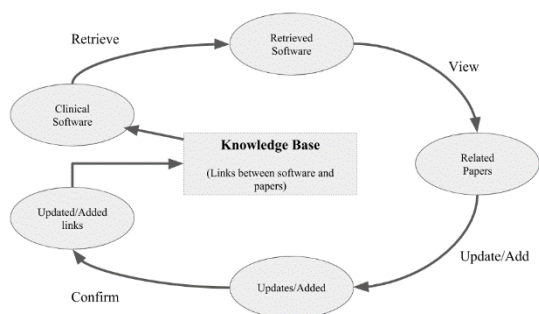 Retrieve
Retrieved
Software
View
Clinical
Software
Knowledge Base
(Links between software and
papers)
Related
Papers
Updated/Added
links
Update/Add
Updates/Added
Confirm